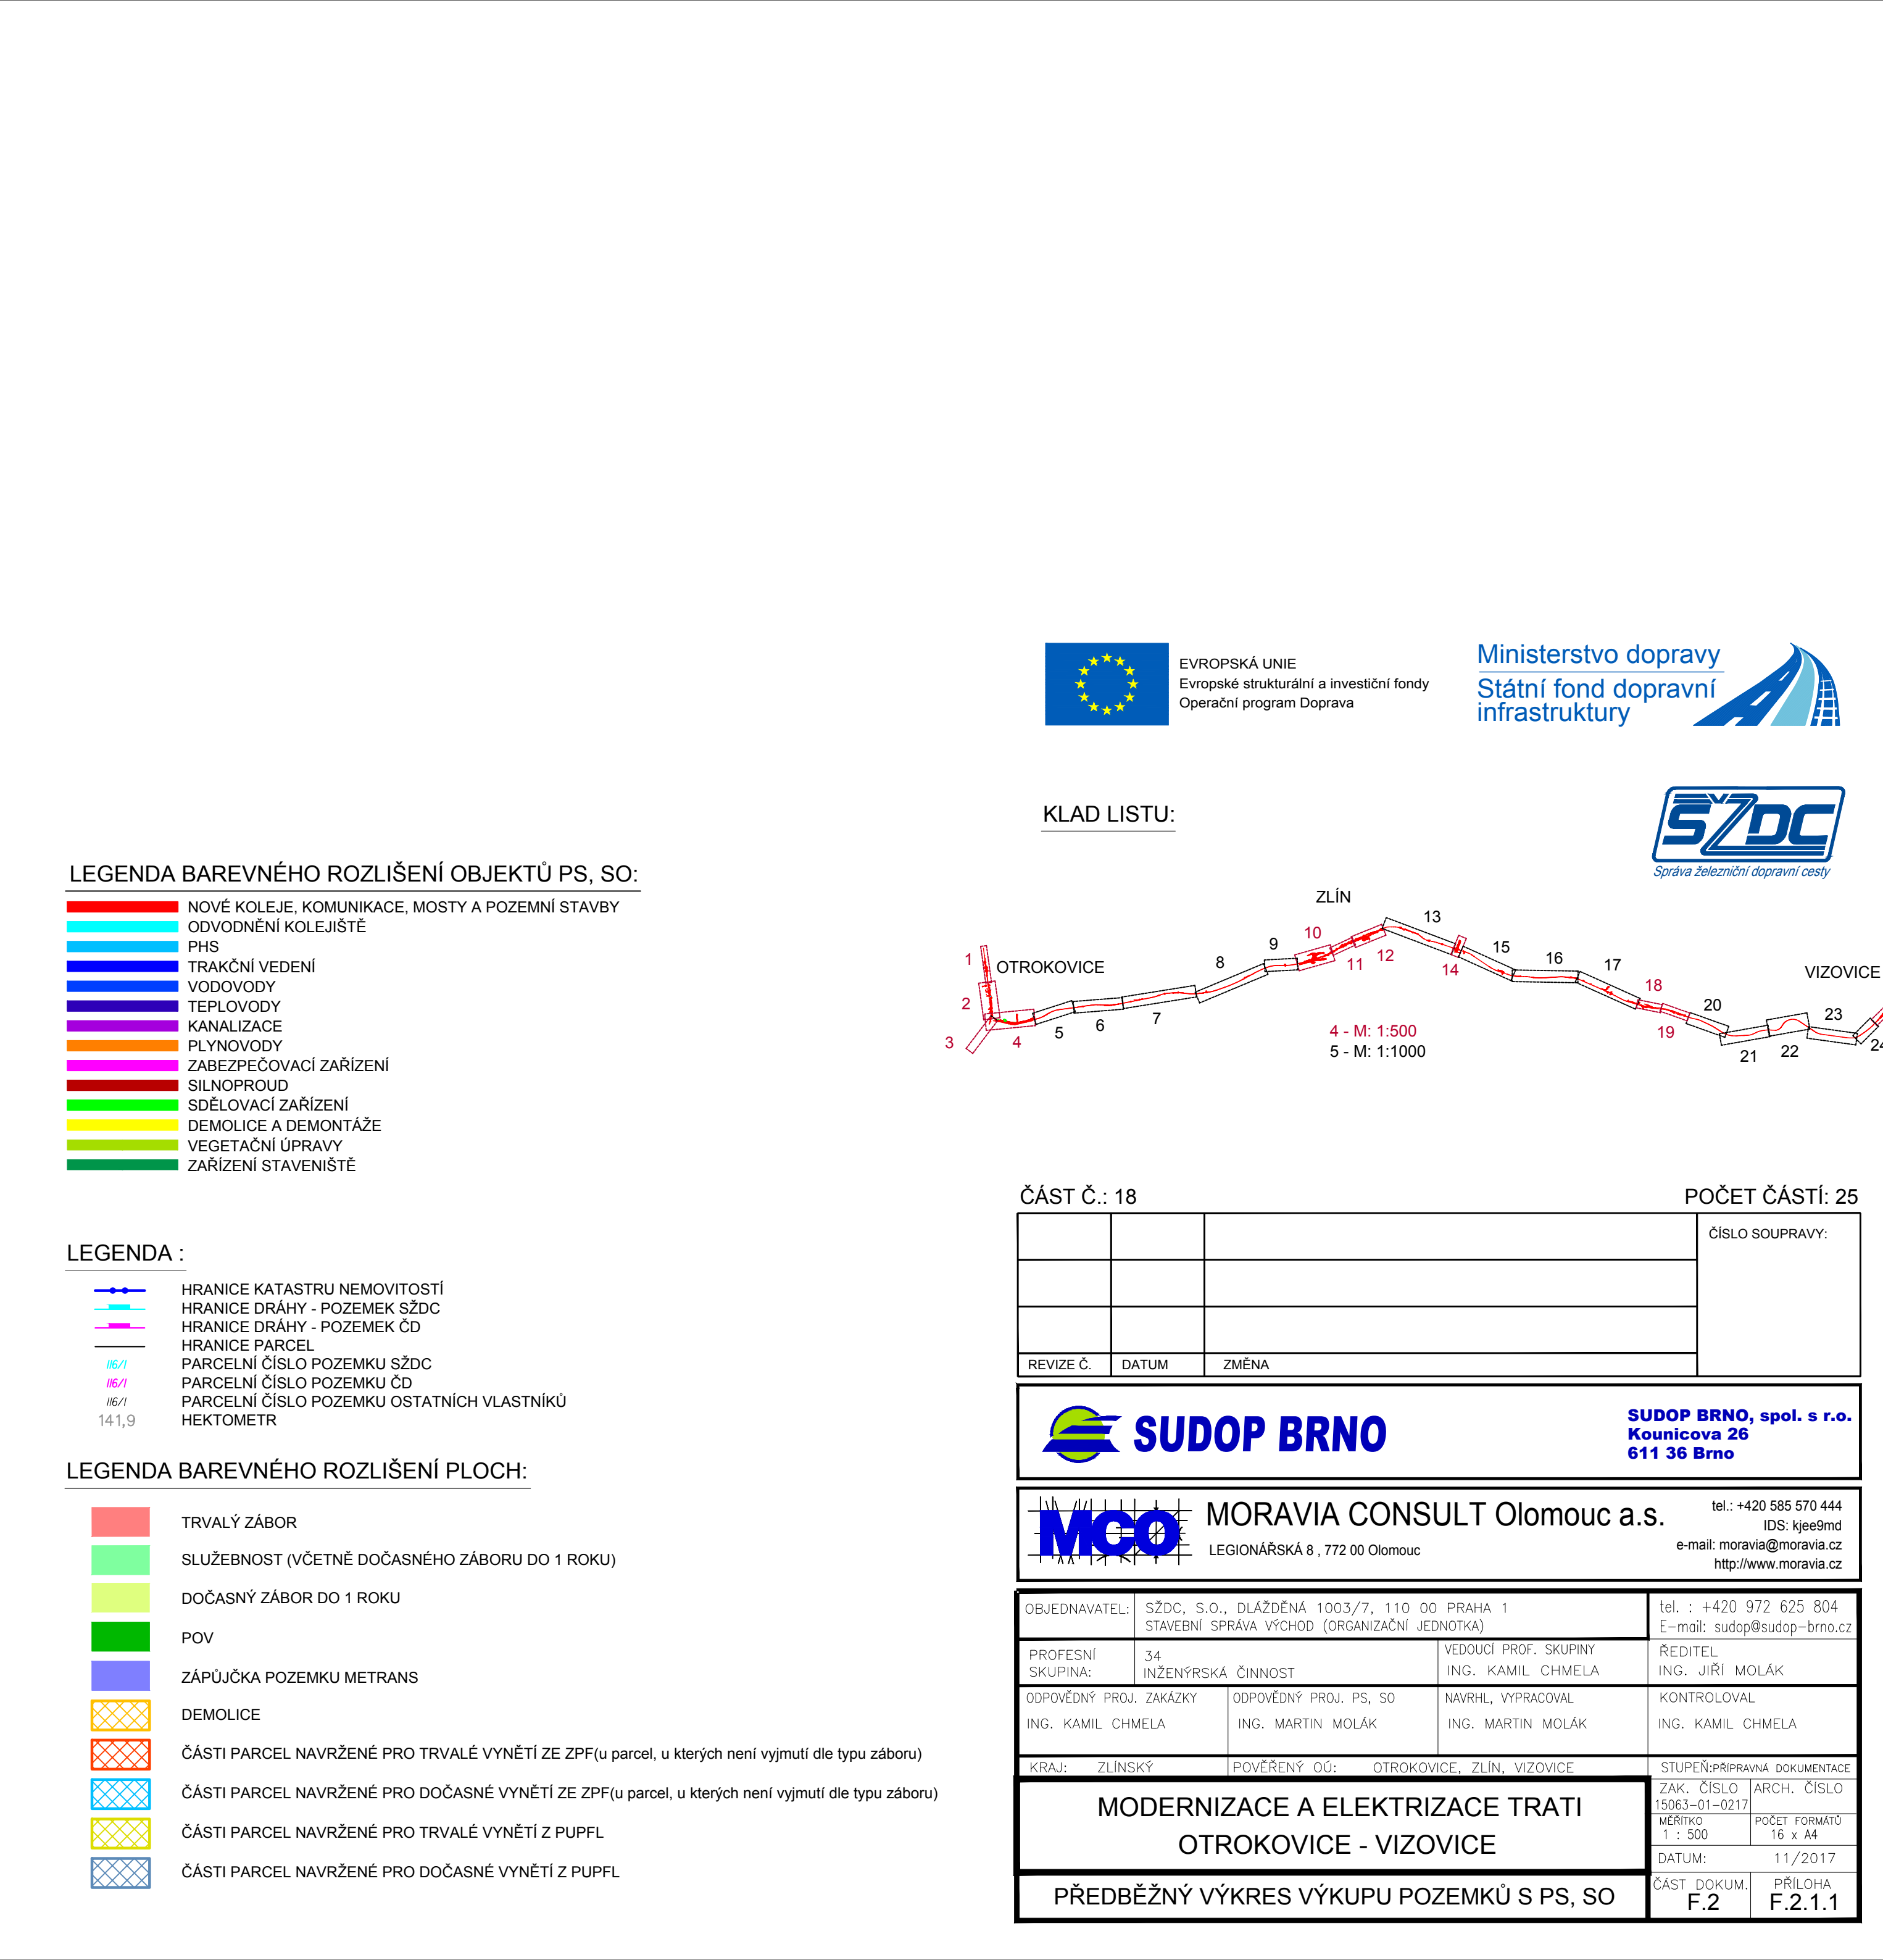 EVROPSKÁ UNIE
Evropské strukturální a investiční fondy
Operační program Doprava
Ministerstvo dopravy
Státní fond dopravní
infrastruktury
KLAD LISTU:
SŽDC
Správa železniční dopravní cesty
ZLÍN
OTROKOVICE
VIZOVICE
1
2
3
4
5
6
7
8
9
10
11
12
13
14
15
16
17
18
19
20
21
22
23
4 - M: 1:500
5 - M: 1:1000
LEGENDA BAREVNÉHO ROZLIŠENÍ OBJEKTŮ PS, SO:
NOVÉ KOLEJE, KOMUNIKACE, MOSTY A POZEMNÍ STAVBY
ODVODNĚNÍ KOLEJIŠTĚ
PHS
TRAKČNÍ VEDENÍ
VODOVODY
TEPLOVODY
KANALIZACE
PLYNOVODY
ZABEZPEČOVACÍ ZAŘÍZENÍ
SILNOPROUD
SDĚLOVACÍ ZAŘÍZENÍ
DEMOLICE A DEMONTÁŽE
VEGETAČNÍ ÚPRAVY
ZAŘÍZENÍ STAVENIŠTĚ
LEGENDA :
HRANICE KATASTRU NEMOVITOSTÍ
HRANICE DRÁHY - POZEMEK SŽDC
HRANICE DRÁHY - POZEMEK ČD
HRANICE PARCEL
116/1 PARCELNÍ ČÍSLO POZEMKU SŽDC
116/1 PARCELNÍ ČÍSLO POZEMKU ČD
116/1 PARCELNÍ ČÍSLO POZEMKU OSTATNÍCH VLASTNÍKŮ
141,9 HEKTOMETR
LEGENDA BAREVNÉHO ROZLIŠENÍ PLOCH:
TRVALÝ ZÁBOR
SLUŽEBNOST (VČETNĚ DOČASNÉHO ZÁBORU DO 1 ROKU)
DOČASNÝ ZÁBOR DO 1 ROKU
POV
ZÁPŮJČKA POZEMKU METRANS
DEMOLICE
ČÁSTI PARCEL NAVRŽENÉ PRO TRVALÉ VYNĚTÍ ZE ZPF(u parcel, u kterých není vyjmutí dle typu záboru)
ČÁSTI PARCEL NAVRŽENÉ PRO DOČASNÉ VYNĚTÍ ZE ZPF(u parcel, u kterých není vyjmutí dle typu záboru)
ČÁSTI PARCEL NAVRŽENÉ PRO TRVALÉ VYNĚTÍ Z PUPFL
ČÁSTI PARCEL NAVRŽENÉ PRO DOČASNÉ VYNĚTÍ Z PUPFL
ČÁST Č.: 18
POČET ČÁSTÍ: 25
ČÍSLO SOUPRAVY:
REVIZE Č. DATUM ZMĚNA
SUDOP BRNO
SUDOP BRNO, spol. s r.o.
Kounicova 26
611 36 Brno
MCO
MORAVIA CONSULT Olomouc a.s.
LEGIONÁŘSKÁ 8 , 772 00 Olomouc
tel.: +420 585 570 444
IDS: kjee9md
e-mail: moravia@moravia.cz
http://www.moravia.cz
OBJEDNAVATEL: SŽDC, S.O., DLÁŽDĚNÁ 1003/7, 110 00 PRAHA 1
STAVEBNÍ SPRÁVA VÝCHOD (ORGANIZAČNÍ JEDNOTKA)
tel. : +420 972 625 804
E-mail: sudop@sudop-brno.cz
PROFESNÍ
SKUPINA:
34
INŽENÝRSKÁ ČINNOST
VEDOUCÍ PROF. SKUPINY
ING. KAMIL CHMELA
ŘEDITEL
ING. JIŘÍ MOLÁK
ODPOVĚDNÝ PROJ. ZAKÁZKY
ING. KAMIL CHMELA
ODPOVĚDNÝ PROJ. PS, SO
ING. MARTIN MOLÁK
NAVRHL, VYPRACOVAL
ING. MARTIN MOLÁK
KONTROLOVAL
ING. KAMIL CHMELA
KRAJ: ZLÍNSKÝ
POVĚŘENÝ OÚ: OTROKOVICE, ZLÍN, VIZOVICE
STUPEŇ:PŘÍPRAVNÁ DOKUMENTACE
MODERNIZACE A ELEKTRIZACE TRATI
OTROKOVICE - VIZOVICE
ZAK. ČÍSLO
15063-01-0217
ARCH. ČÍSLO
MĚŘÍTKO
1 : 500
POČET FORMÁTŮ
16 x A4
DATUM: 11/2017
PŘEDBĚŽNÝ VÝKRES VÝKUPU POZEMKŮ S PS, SO
ČÁST DOKUM.
F.2
PŘÍLOHA
F.2.1.1